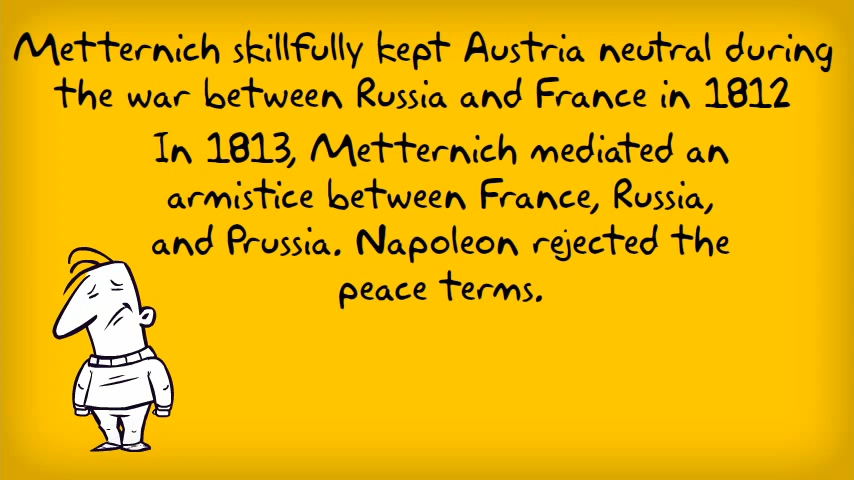 Metternich skillfully kept Austria neutral during
the war between Russia and France in 1812
In 1813, Metternich mediated an
armistice between France, Russia,
and Prussia. Napoleon rejected the
peace terms.